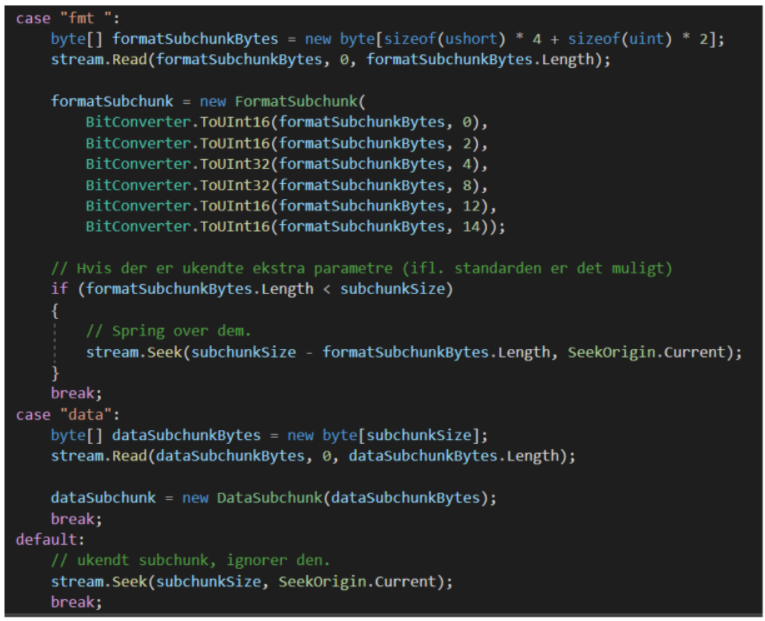 case "fmt ":
    byte[] formatSubchunkBytes = new byte[sizeof(ushort) * 4 + sizeof(uint) * 2];
    stream.Read(formatSubchunkBytes, 0, formatSubchunkBytes.Length);

    formatSubchunk = new FormatSubchunk(
        BitConverter.ToUInt16(formatSubchunkBytes, 0),
        BitConverter.ToUInt16(formatSubchunkBytes, 2),
        BitConverter.ToUInt32(formatSubchunkBytes, 4),
        BitConverter.ToUInt32(formatSubchunkBytes, 8),
        BitConverter.ToUInt16(formatSubchunkBytes, 12),
        BitConverter.ToUInt16(formatSubchunkBytes, 14));

    // Hvis der er ukendte ekstra parametre (ifl. standarden er det muligt)
    if (formatSubchunkBytes.Length < subchunkSize)
    {
        // Spring over dem.
        stream.Seek(subchunkSize - formatSubchunkBytes.Length, SeekOrigin.Current);
    }
    break;
case "data":
    byte[] dataSubchunkBytes = new byte[subchunkSize];
    stream.Read(dataSubchunkBytes, 0, dataSubchunkBytes.Length);

    dataSubchunk = new DataSubchunk(dataSubchunkBytes);
    break;
default:
    // ukendt subchunk, ignorer den.
    stream.Seek(subchunkSize, SeekOrigin.Current);
    break;